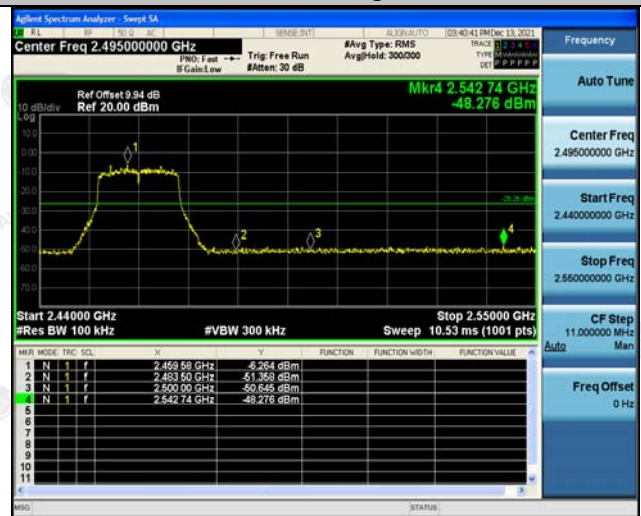 Agilent Spectrum Analyzer - Swept SA
RL RF 50 Ω AC SENSE:INT ALIGN AUTO 03:40:41 PM Dec 13, 2021
Center Freq 2.495000000 GHz
PNO: Fast
IFGain:Low
Trig: Free Run
#Atten: 30 dB
#Avg Type: RMS
Avg|Hold: 300/300
TRACE 1 2 3 4 5 6
TYPE
DET P P P P P P
Frequency
Ref Offset 9.94 dB
Ref 20.00 dBm
10 dB/div
Log
Mkr4 2.542 74 GHz
-48.276 dBm
10.0
0.00
-10.0
-20.0
-30.0
-40.0
-50.0
-60.0
-70.0
1
2
3
4
-26.26 dBm
Start 2.44000 GHz
Stop 2.55000 GHz
#Res BW 100 kHz
#VBW 300 kHz
Sweep 10.53 ms (1001 pts)
MKR MODE TRC SCL X Y FUNCTION FUNCTION WIDTH FUNCTION VALUE
1 N 1 f 2.459 58 GHz -6.264 dBm
2 N 1 f 2.483 50 GHz -51.358 dBm
3 N 1 f 2.500 00 GHz -50.645 dBm
4 N 1 f 2.542 74 GHz -48.276 dBm
5
6
7
8
9
10
11
MSG
STATUS
Auto Tune
Center Freq
2.495000000 GHz
Start Freq
2.440000000 GHz
Stop Freq
2.550000000 GHz
CF Step
11.000000 MHz
Auto Man
Freq Offset
0 Hz